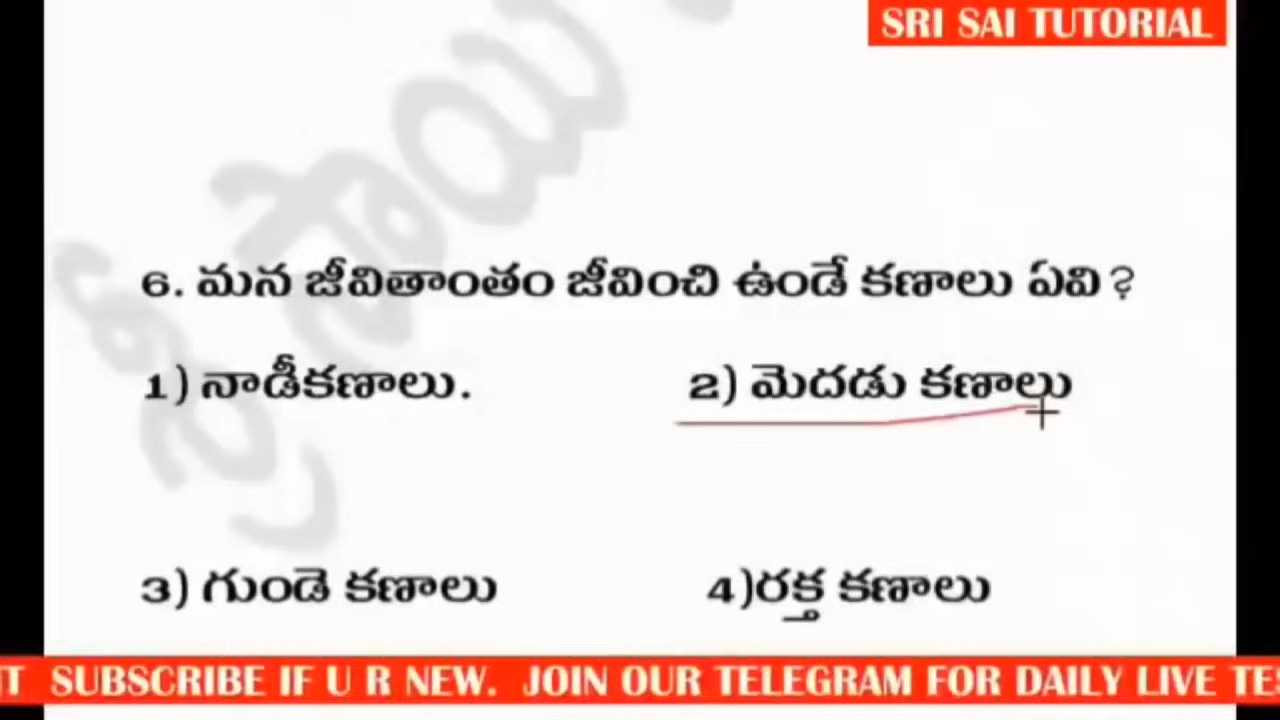 SRI SAI TUTORIAL
6. మన జీవితాంతం జీవించి ఉండే కణాలు ఏవి?
1) నాడీకణాలు.
2) మెదడు కణాలు
3) గుండె కణాలు
4)రక్త కణాలు
SUBSCRIBE IF U R NEW. JOIN OUR TELEGRAM FOR DAILY LIVE